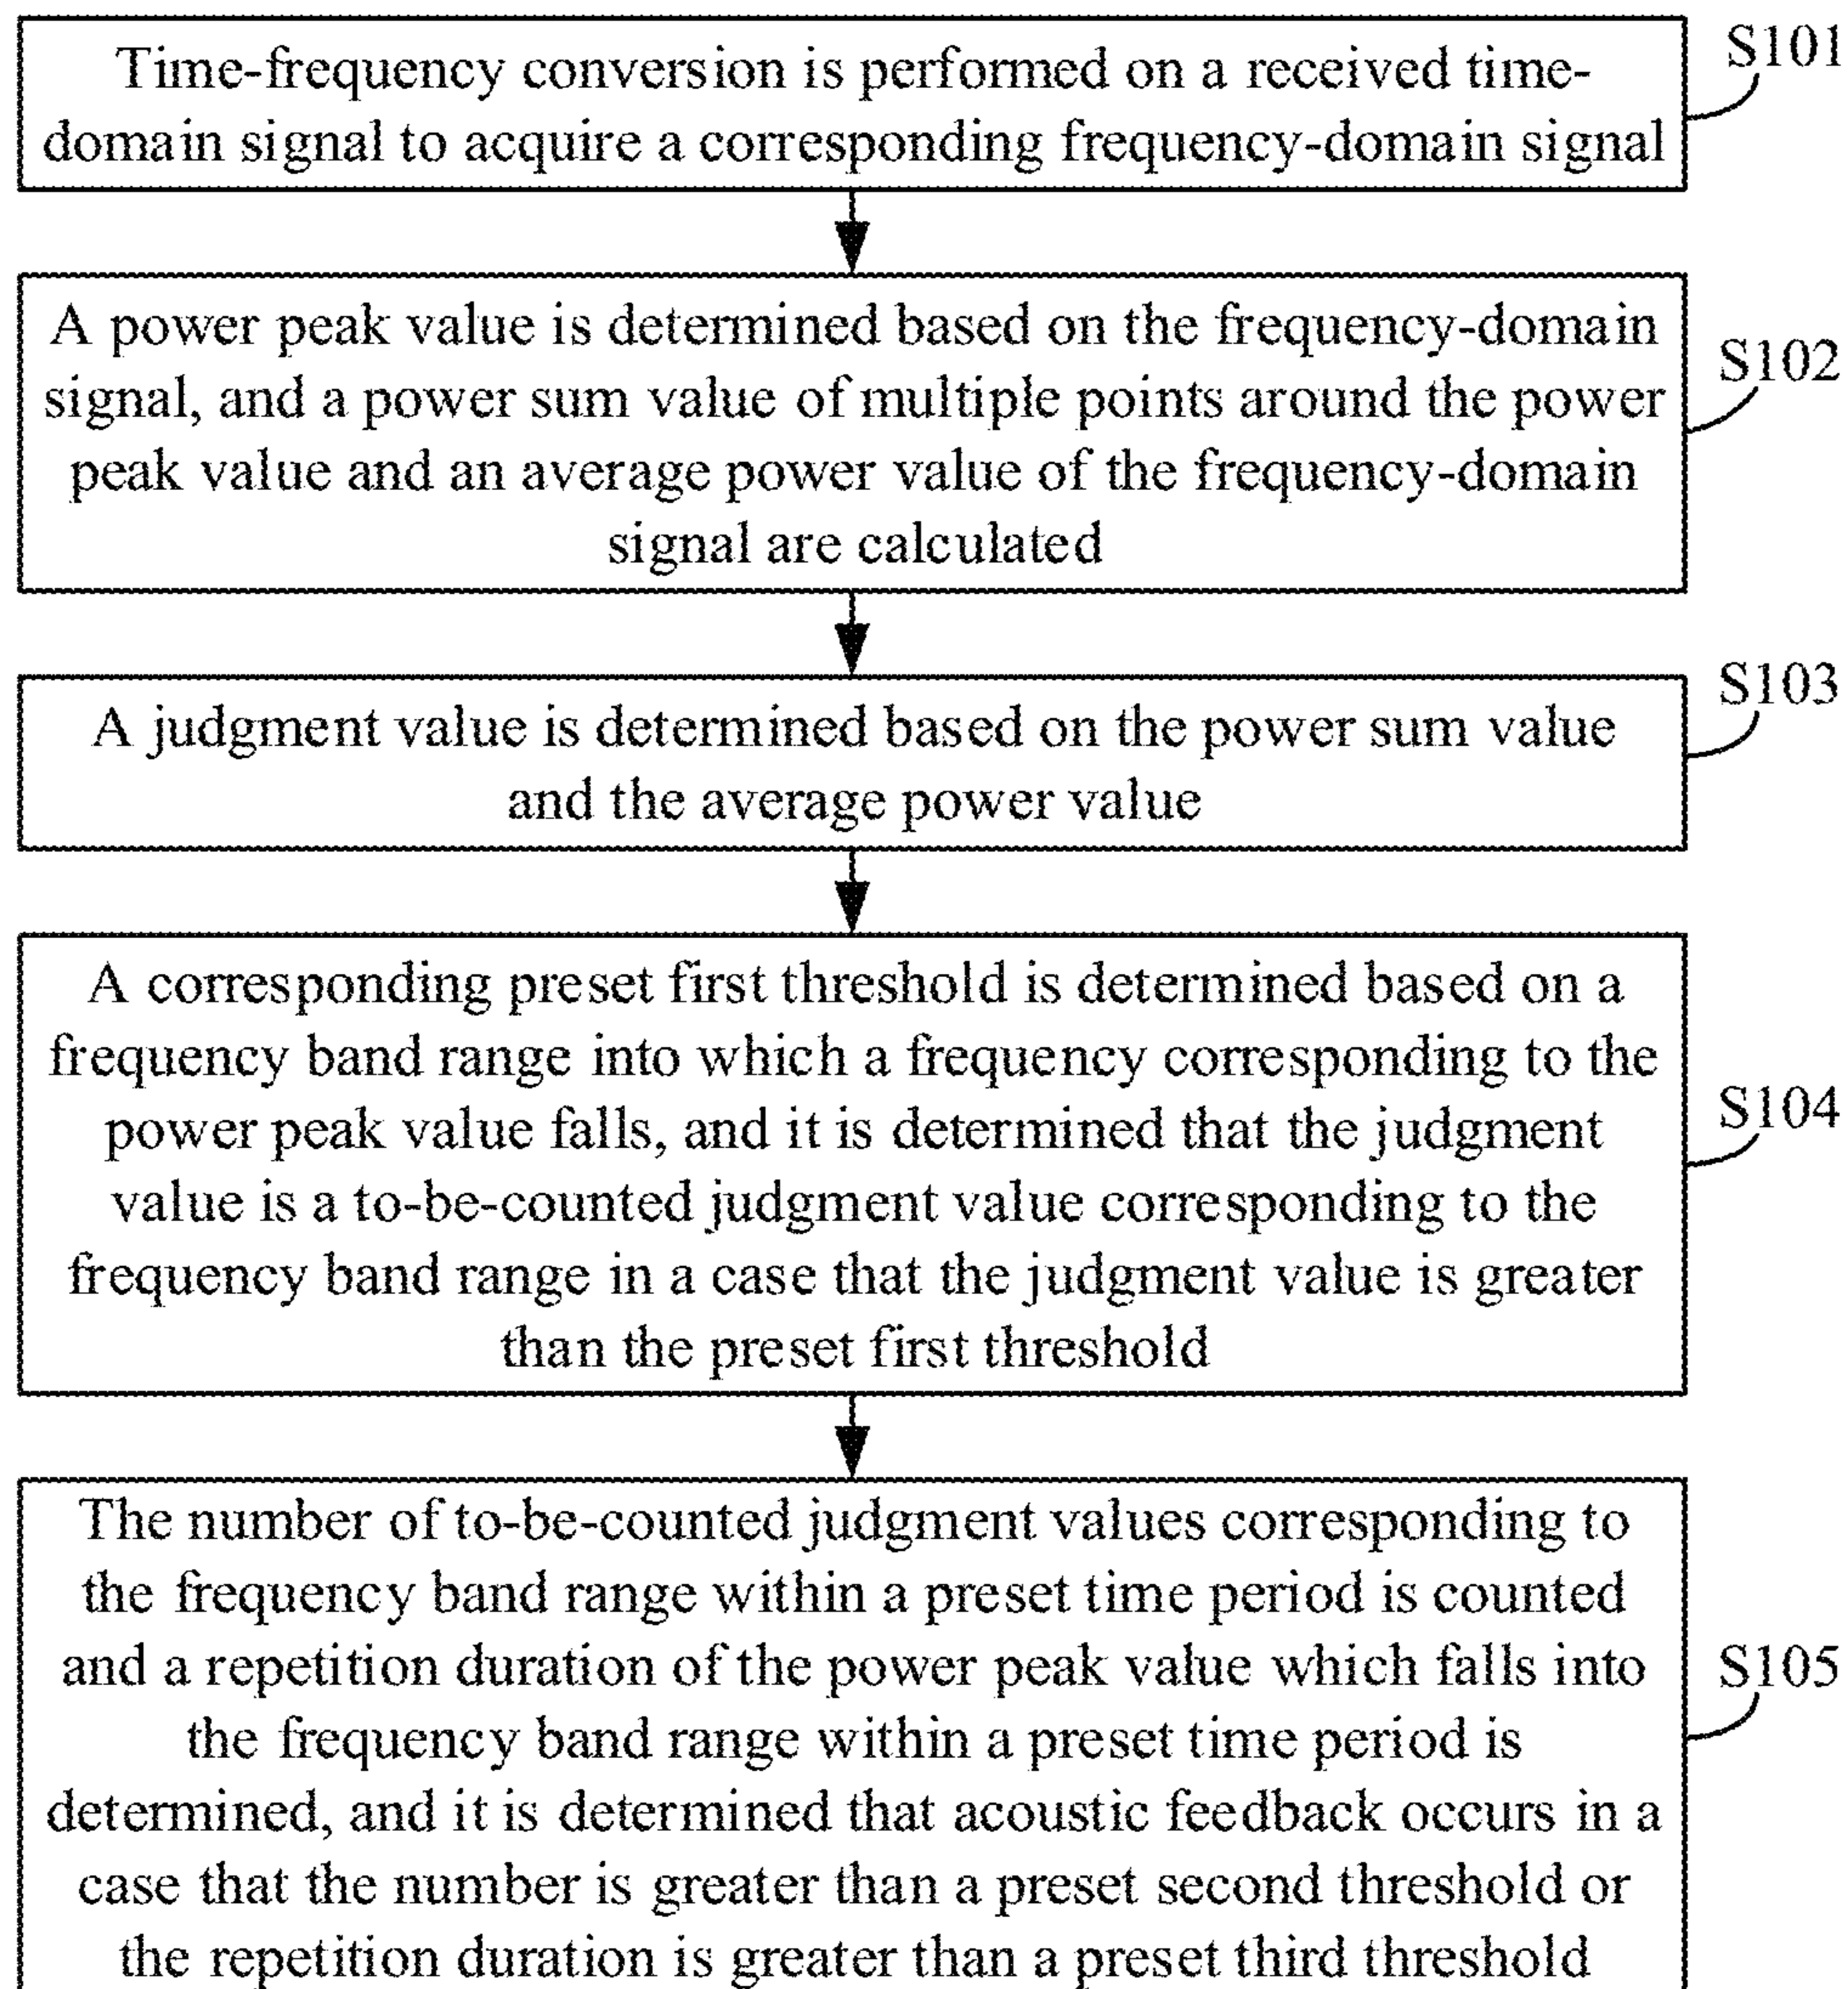 Time-frequency conversion is performed on a received time-
domain signal to acquire a corresponding frequency-domain signal
S101
A power peak value is determined based on the frequency-domain
signal, and a power sum value of multiple points around the power
peak value and an average power value of the frequency-domain
signal are calculated
S102
A judgment value is determined based on the power sum value
and the average power value
S103
A corresponding preset first threshold is determined based on a
frequency band range into which a frequency corresponding to the
power peak value falls, and it is determined that the judgment
value is a to-be-counted judgment value corresponding to the
frequency band range in a case that the judgment value is greater
than the preset first threshold
S104
The number of to-be-counted judgment values corresponding to
the frequency band range within a preset time period is counted
and a repetition duration of the power peak value which falls into
the frequency band range within a preset time period is
determined, and it is determined that acoustic feedback occurs in a
case that the number is greater than a preset second threshold or
the repetition duration is greater than a preset third threshold
S105